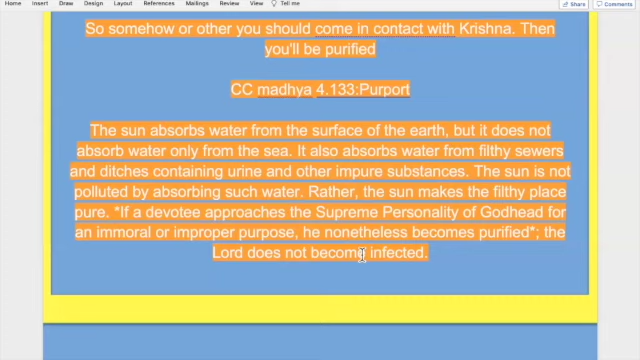 Home Insert Draw Design Layout References Mailings Review View Tell me Share Comments
So somehow or other you should come in contact with Krishna. Then
you'll be purified
CC madhya 4.133:Purport
The sun absorbs water from the surface of the earth, but it does not
absorb water only from the sea. It also absorbs water from filthy sewers
and ditches containing urine and other impure substances. The sun is not
polluted by absorbing such water. Rather, the sun makes the filthy place
pure. *If a devotee approaches the Supreme Personality of Godhead for
an immoral or improper purpose, he nonetheless becomes purified*; the
Lord does not become infected.